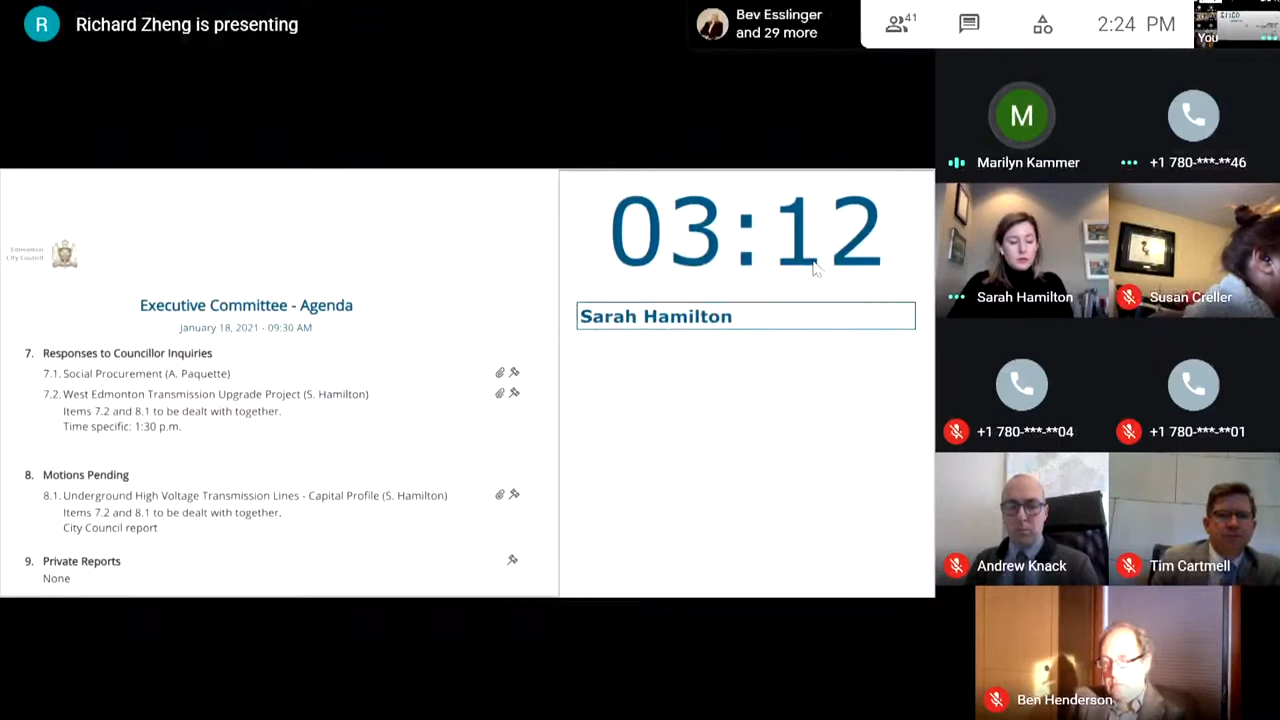 R
Richard Zheng is presenting
Bev Esslinger
and 29 more
41
2:24 PM
You
M
Marilyn Kammer
+1 780-***-**46
Edmonton
City Council
03:12
Sarah Hamilton
Executive Committee - Agenda
January 18, 2021 - 09:30 AM
7. Responses to Councillor Inquiries
7.1. Social Procurement (A. Paquette)
7.2. West Edmonton Transmission Upgrade Project (S. Hamilton)
Items 7.2 and 8.1 to be dealt with together.
Time specific: 1:30 p.m.
8. Motions Pending
8.1. Underground High Voltage Transmission Lines - Capital Profile (S. Hamilton)
Items 7.2 and 8.1 to be dealt with together.
City Council report
9. Private Reports
None
Sarah Hamilton
Susan Creller
+1 780-***-**04
+1 780-***-**01
Andrew Knack
Tim Cartmell
Ben Henderson